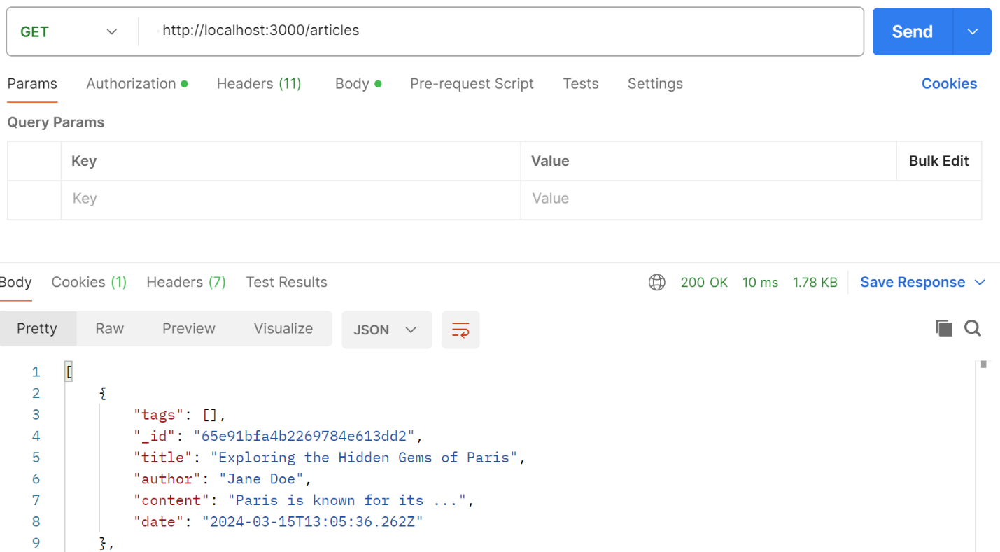 GET http://localhost:3000/articles Send
Params Authorization Headers (11) Body Pre-request Script Tests Settings Cookies
Query Params
Key Value Bulk Edit
Key Value
Body Cookies (1) Headers (7) Test Results 200 OK 10 ms 1.78 KB Save Response
Pretty Raw Preview Visualize JSON
1 [
2 {
3 "tags": [],
4 "_id": "65e91bfa4b2269784e613dd2",
5 "title": "Exploring the Hidden Gems of Paris",
6 "author": "Jane Doe",
7 "content": "Paris is known for its ...",
8 "date": "2024-03-15T13:05:36.262Z"
9 },